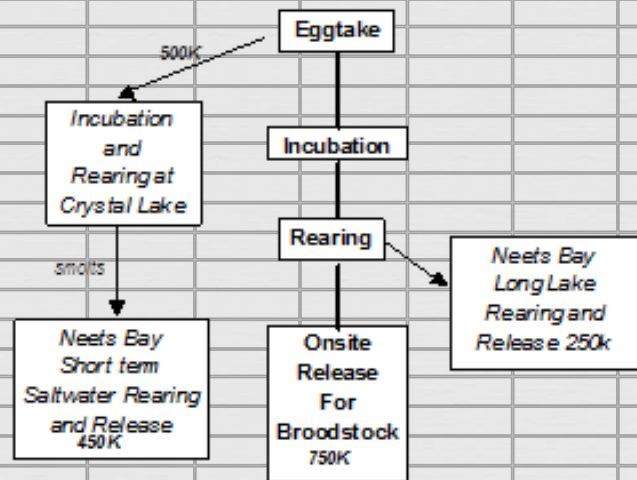 Eggtake
500K
Incubation
and
Rearing at
Crystal Lake
Incubation
Rearing
smolts
Neets Bay
Long Lake
Rearing and
Release 250k
Neets Bay
Short term
Saltwater Rearing
and Release
450K
Onsite
Release
For
Broodstock
750K